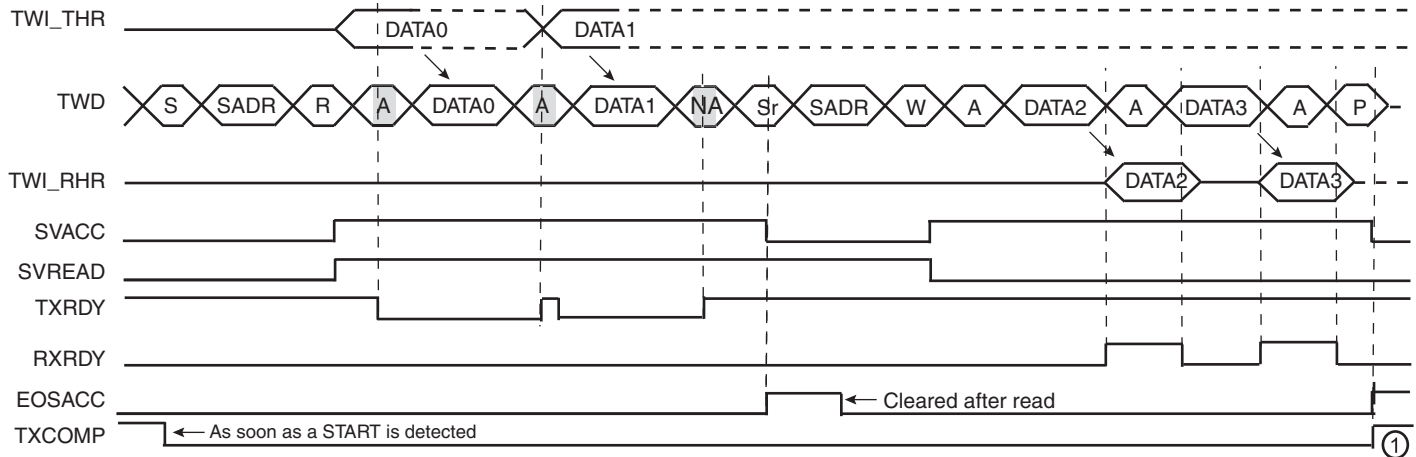 TWI_THR DATA0 DATA1
TWD S SADR R A DATA0 A DATA1 NA Sr SADR W A DATA2 A DATA3 A P
TWI_RHR DATA2 DATA3
SVACC
SVREAD
TXRDY
RXRDY
EOSACC Cleared after read
TXCOMP As soon as a START is detected 1